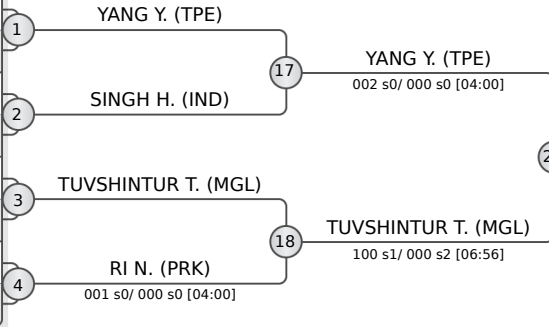 YANG Y. (TPE)
1
17
YANG Y. (TPE)
002 s0/ 000 s0 [04:00]
SINGH H. (IND)
2
2
TUVSHINTUR T. (MGL)
3
18
TUVSHINTUR T. (MGL)
100 s1/ 000 s2 [06:56]
RI N. (PRK)
4
001 s0/ 000 s0 [04:00]